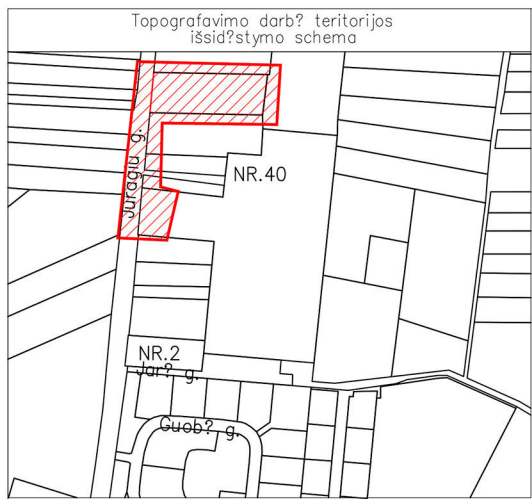 Topografavimo darb? teritorijos
išsid?stymo schema
Juragiu g.
NR.40
NR.2
Jar? g.
Guob? g.